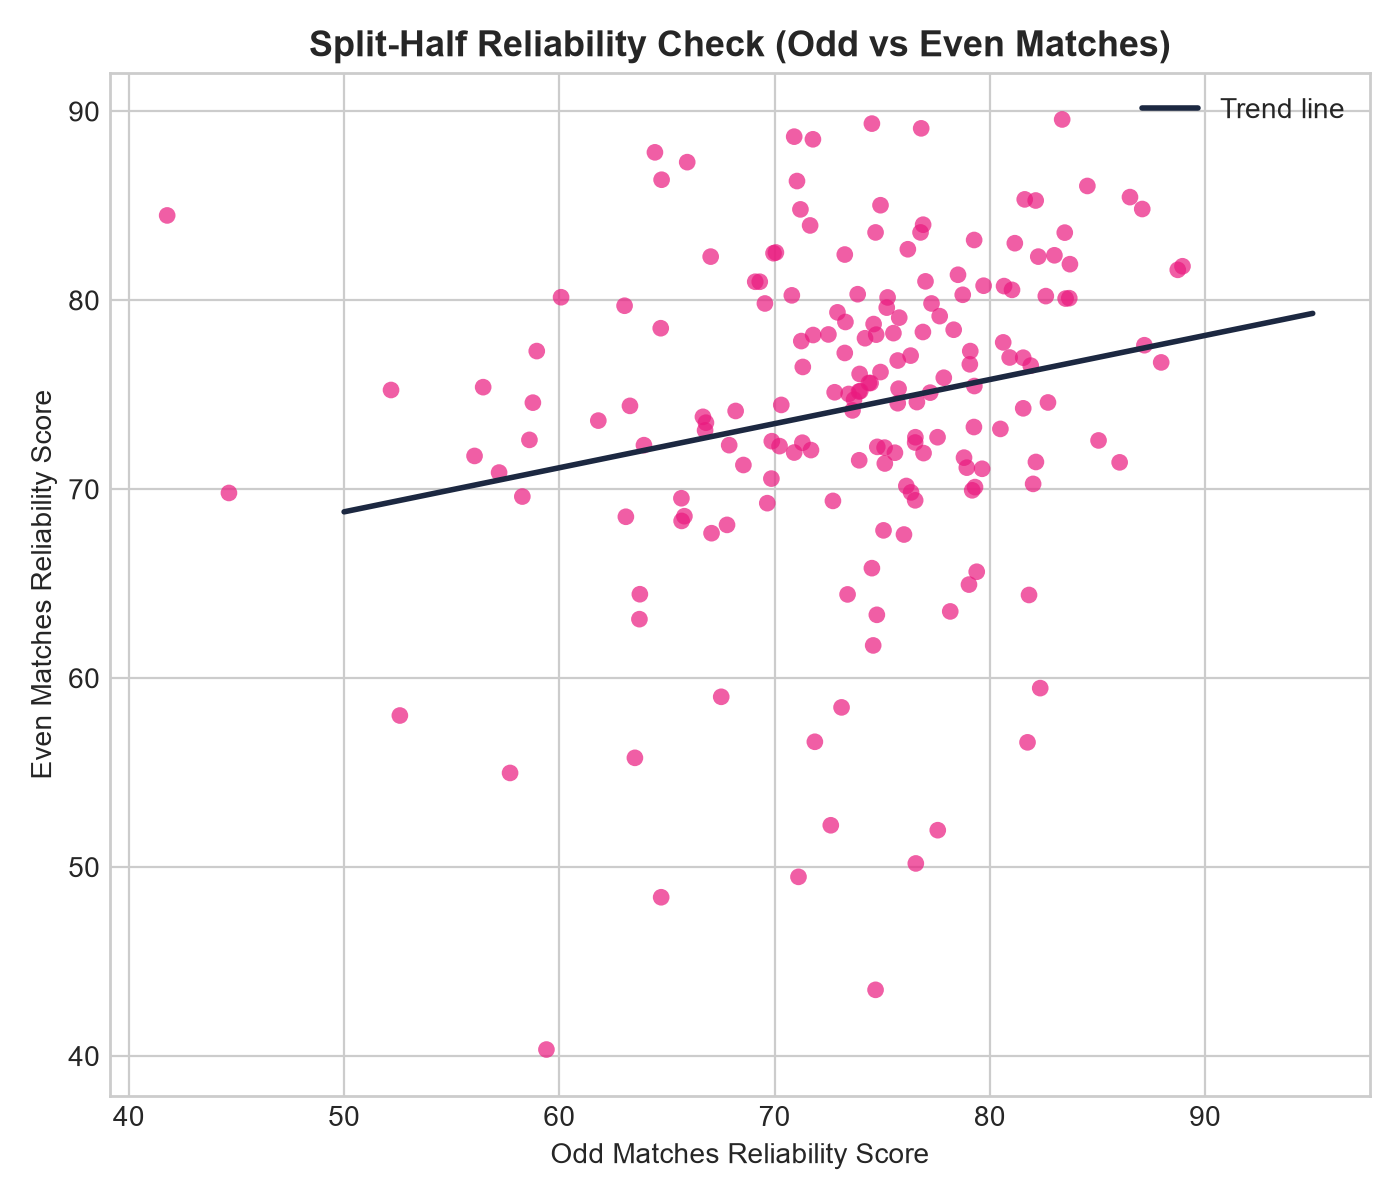 Split-Half Reliability Check (Odd vs Even Matches)
Trend line
90
80
70
60
50
40
Even Matches Reliability Score
40 50 60 70 80 90
Odd Matches Reliability Score